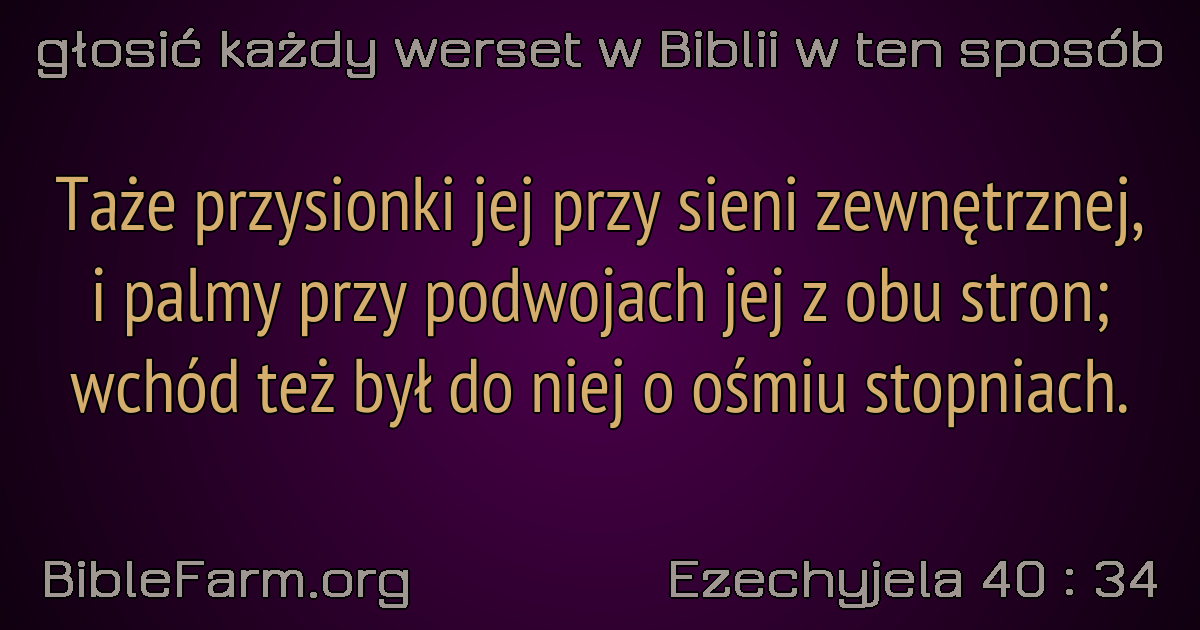 głosić każdy werset w Biblii w ten sposób
Taże przysionki jej przy sieni zewnętrznej,
i palmy przy podwojach jej z obu stron;
wchód też był do niej o ośmiu stopniach.
BibleFarm.org
Ezechyjela 40 : 34